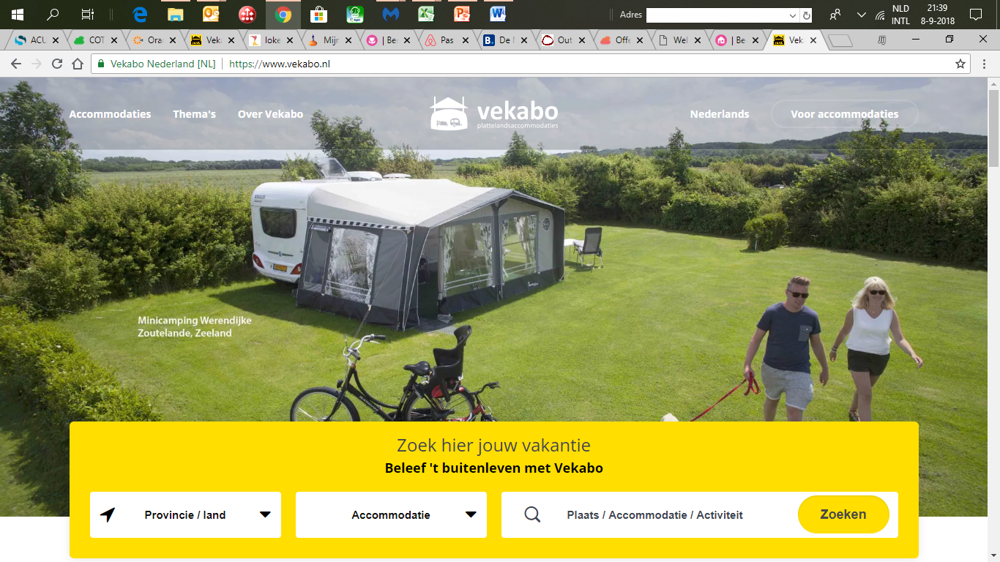 Adres
NLD
INTL
21:39
8-9-2018
ACU
COT
Ora
Vek
Ioke
Mijn
| Be
Pas
De
Out
Offe
Wel
| Be
Vek
Vekabo Nederland [NL]
https://www.vekabo.nl
Accommodaties
Thema's
Over Vekabo
vekabo
plattelandsaccommodaties
Nederlands
Voor accommodaties
Minicamping Werendijke
Zoutelande, Zeeland
Zoek hier jouw vakantie
Beleef 't buitenleven met Vekabo
Provincie / land
Accommodatie
Plaats / Accommodatie / Activiteit
Zoeken